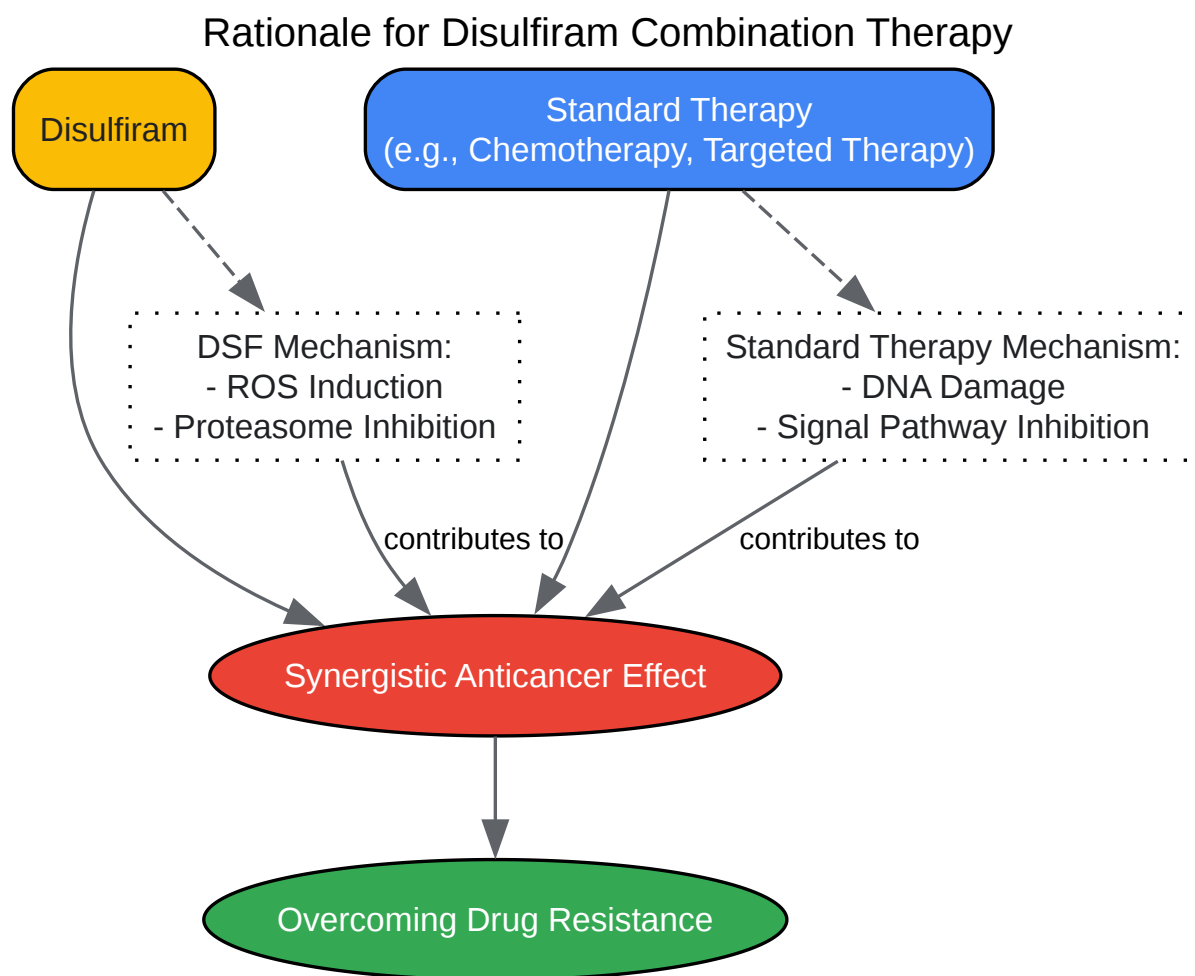 Rationale for Disulfiram Combination Therapy
Disulfiram
Standard Therapy
(e.g., Chemotherapy, Targeted Therapy)
DSF Mechanism:
- ROS Induction
- Proteasome Inhibition
Standard Therapy Mechanism:
- DNA Damage
- Signal Pathway Inhibition
contributes to
contributes to
Synergistic Anticancer Effect
Overcoming Drug Resistance